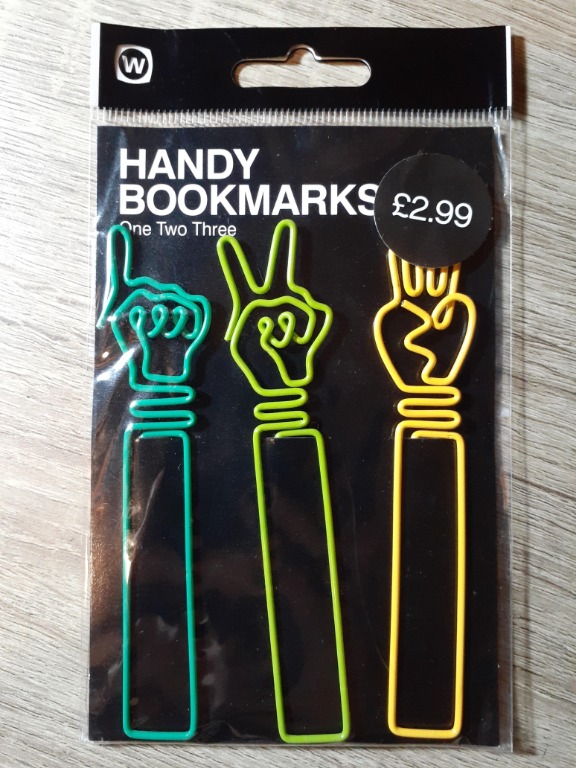 W
HANDY
BOOKMARKS
£2.99
One Two Three